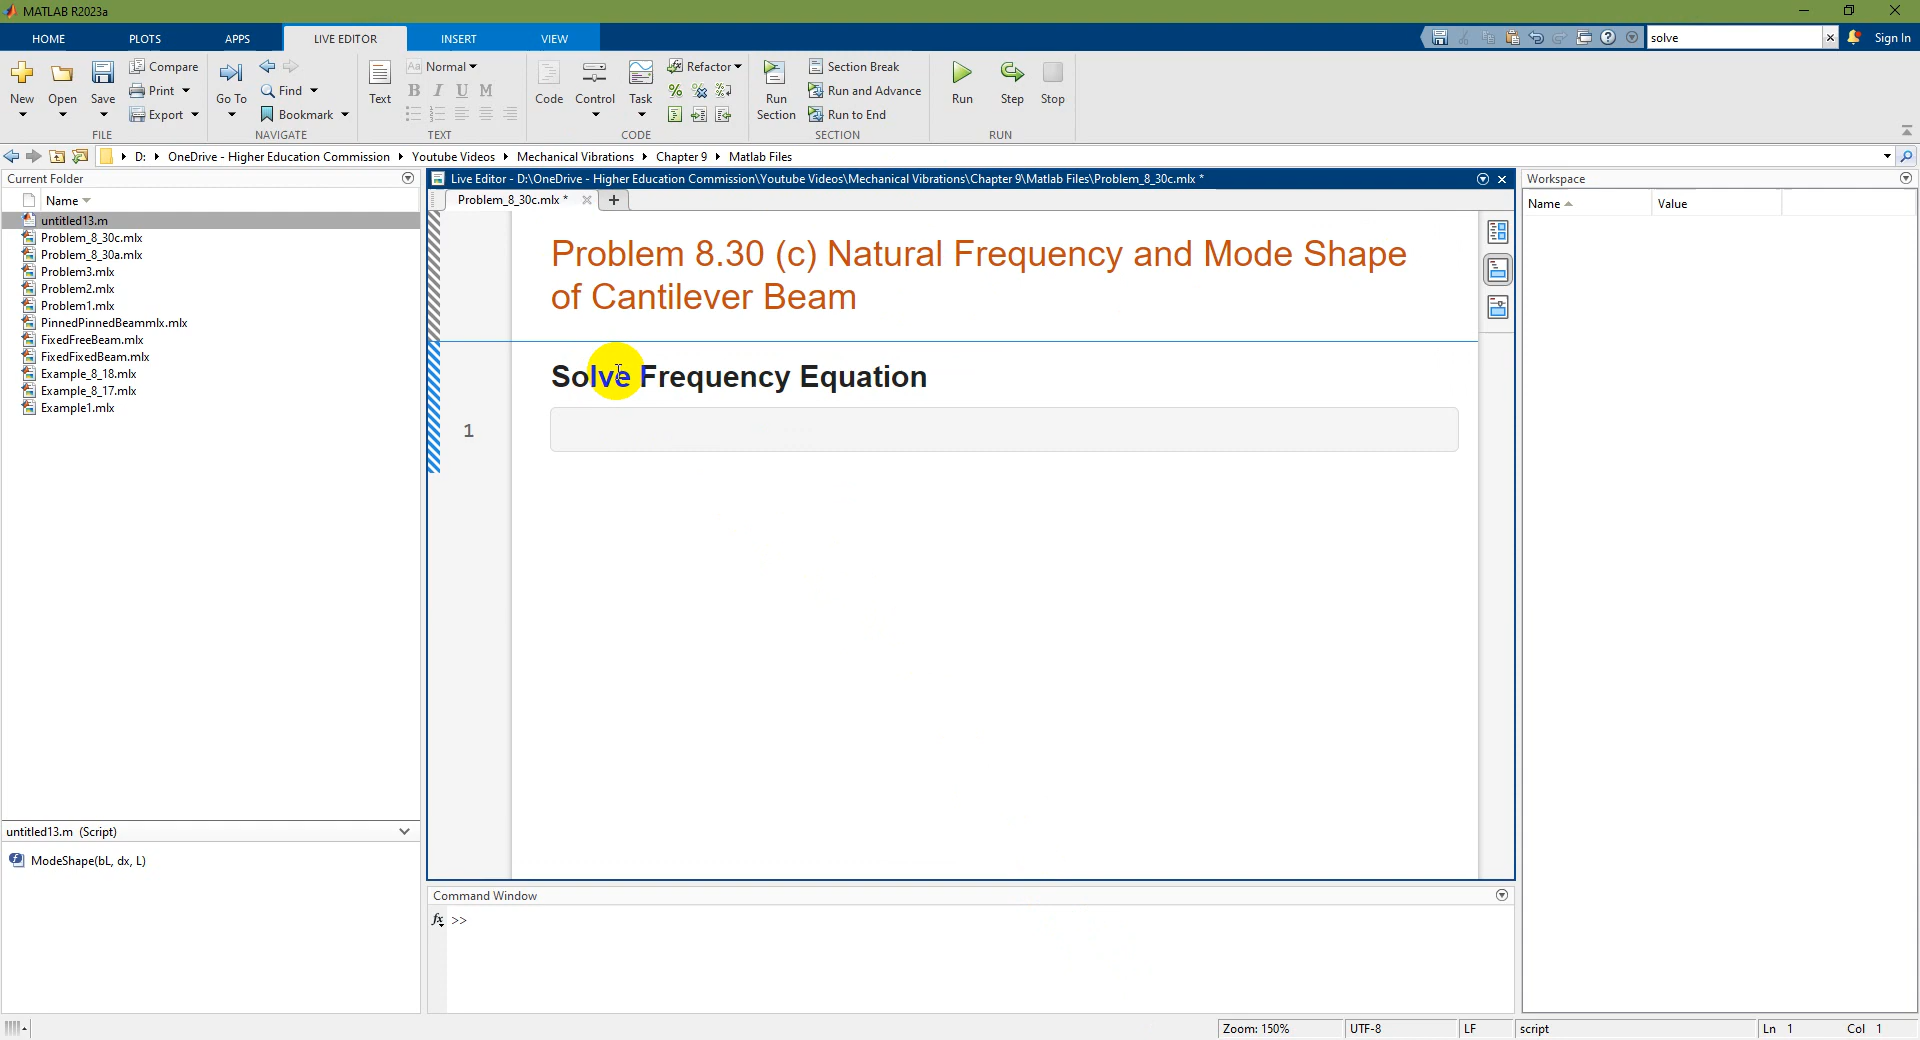 MATLAB R2023a
HOME PLOTS APPS LIVE EDITOR INSERT VIEW
solve
Sign In
New Open Save
Compare
Print
Export
FILE
Go To
Find
Bookmark
NAVIGATE
Text
Aa Normal
B I U M
TEXT
Code Control Task
Refactor
CODE
Run Section
Section Break
Run and Advance
Run to End
SECTION
Run Step Stop
RUN
D: OneDrive - Higher Education Commission Youtube Videos Mechanical Vibrations Chapter 9 Matlab Files
Current Folder
Name
untitled13.m
Problem_8_30c.mlx
Problem_8_30a.mlx
Problem3.mlx
Problem2.mlx
Problem1.mlx
PinnedPinnedBeammlx.mlx
FixedFreeBeam.mlx
FixedFixedBeam.mlx
Example_8_18.mlx
Example_8_17.mlx
Example1.mlx
untitled13.m (Script)
ModeShape(bL, dx, L)
Live Editor - D:\OneDrive - Higher Education Commission\Youtube Videos\Mechanical Vibrations\Chapter 9\Matlab Files\Problem_8_30c.mlx *
Problem_8_30c.mlx *
Problem 8.30 (c) Natural Frequency and Mode Shape
of Cantilever Beam
Solve Frequency Equation
1
Command Window
fx >>
Workspace
Name Value
Zoom: 150% UTF-8 LF script Ln 1 Col 1